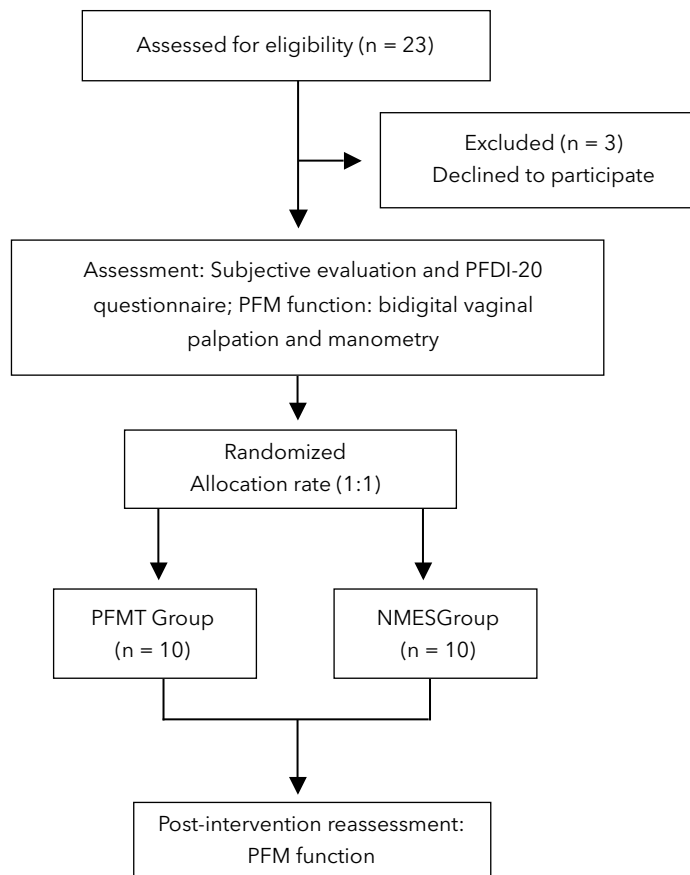 Assessed for eligibility (n = 23)
Excluded (n = 3)
Declined to participate
Assessment: Subjective evaluation and PFDI-20
questionnaire; PFM function: bidigital vaginal
palpation and manometry
Randomized
Allocation rate (1:1)
PFMT Group
(n = 10)
NMESGroup
(n = 10)
Post-intervention reassessment:
PFM function